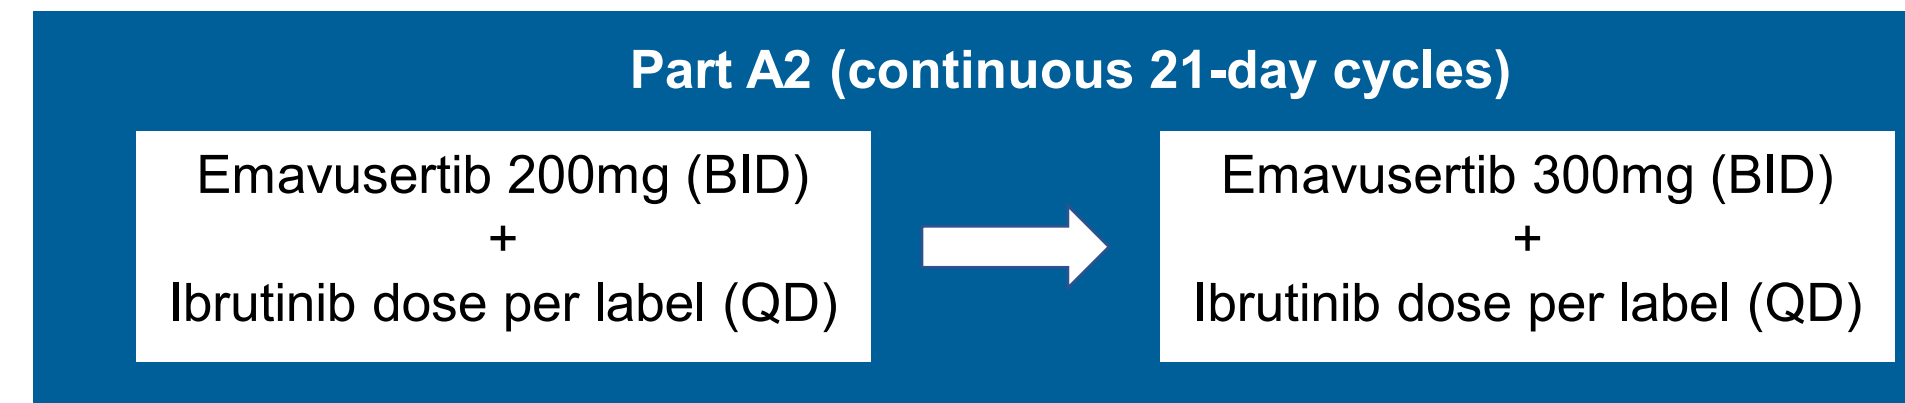 Part A2 (continuous 21-day cycles)
Emavusertib 200mg (BID)
+
Ibrutinib dose per label (QD)
Emavusertib 300mg (BID)
+
Ibrutinib dose per label (QD)